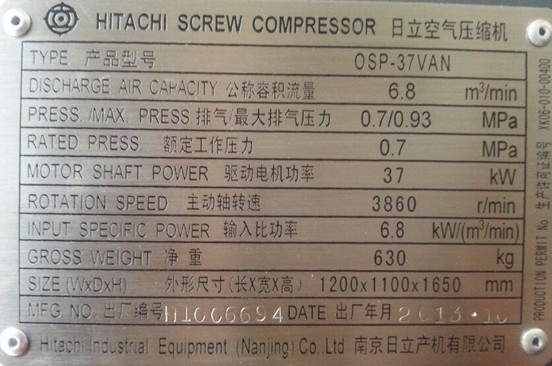 HITACHI SCREW COMPRESSOR 日立空气压缩机
TYPE 产品型号 OSP-37VAN
DISCHARGE AIR CAPACITY 公称容积流量 6.8 m³/min
PRESS./MAX. PRESS.排气/最大排气压力 0.7/0.93 MPa
RATED PRESS. 额定工作压力 0.7 MPa
MOTOR SHAFT POWER 驱动电机功率 37 kW
ROTATION SPEED 主动轴转速 3860 r/min
INPUT SPECIFIC POWER 输入比功率 6.8 kW/(m³/min)
GROSS WEIGHT 净 重 630 kg
SIZE (WxDxH) 外形尺寸(长X宽X高) 1200x1100x1650 mm
MFG NO. 出厂编号 H1006694 DATE 出厂年月 2013.10
Hitachi Industrial Equipment (Nanjing) Co.,Ltd 南京日立产机有限公司
PRODUCTION PERMIT No. 生产许可证编号 XK06-010-00400